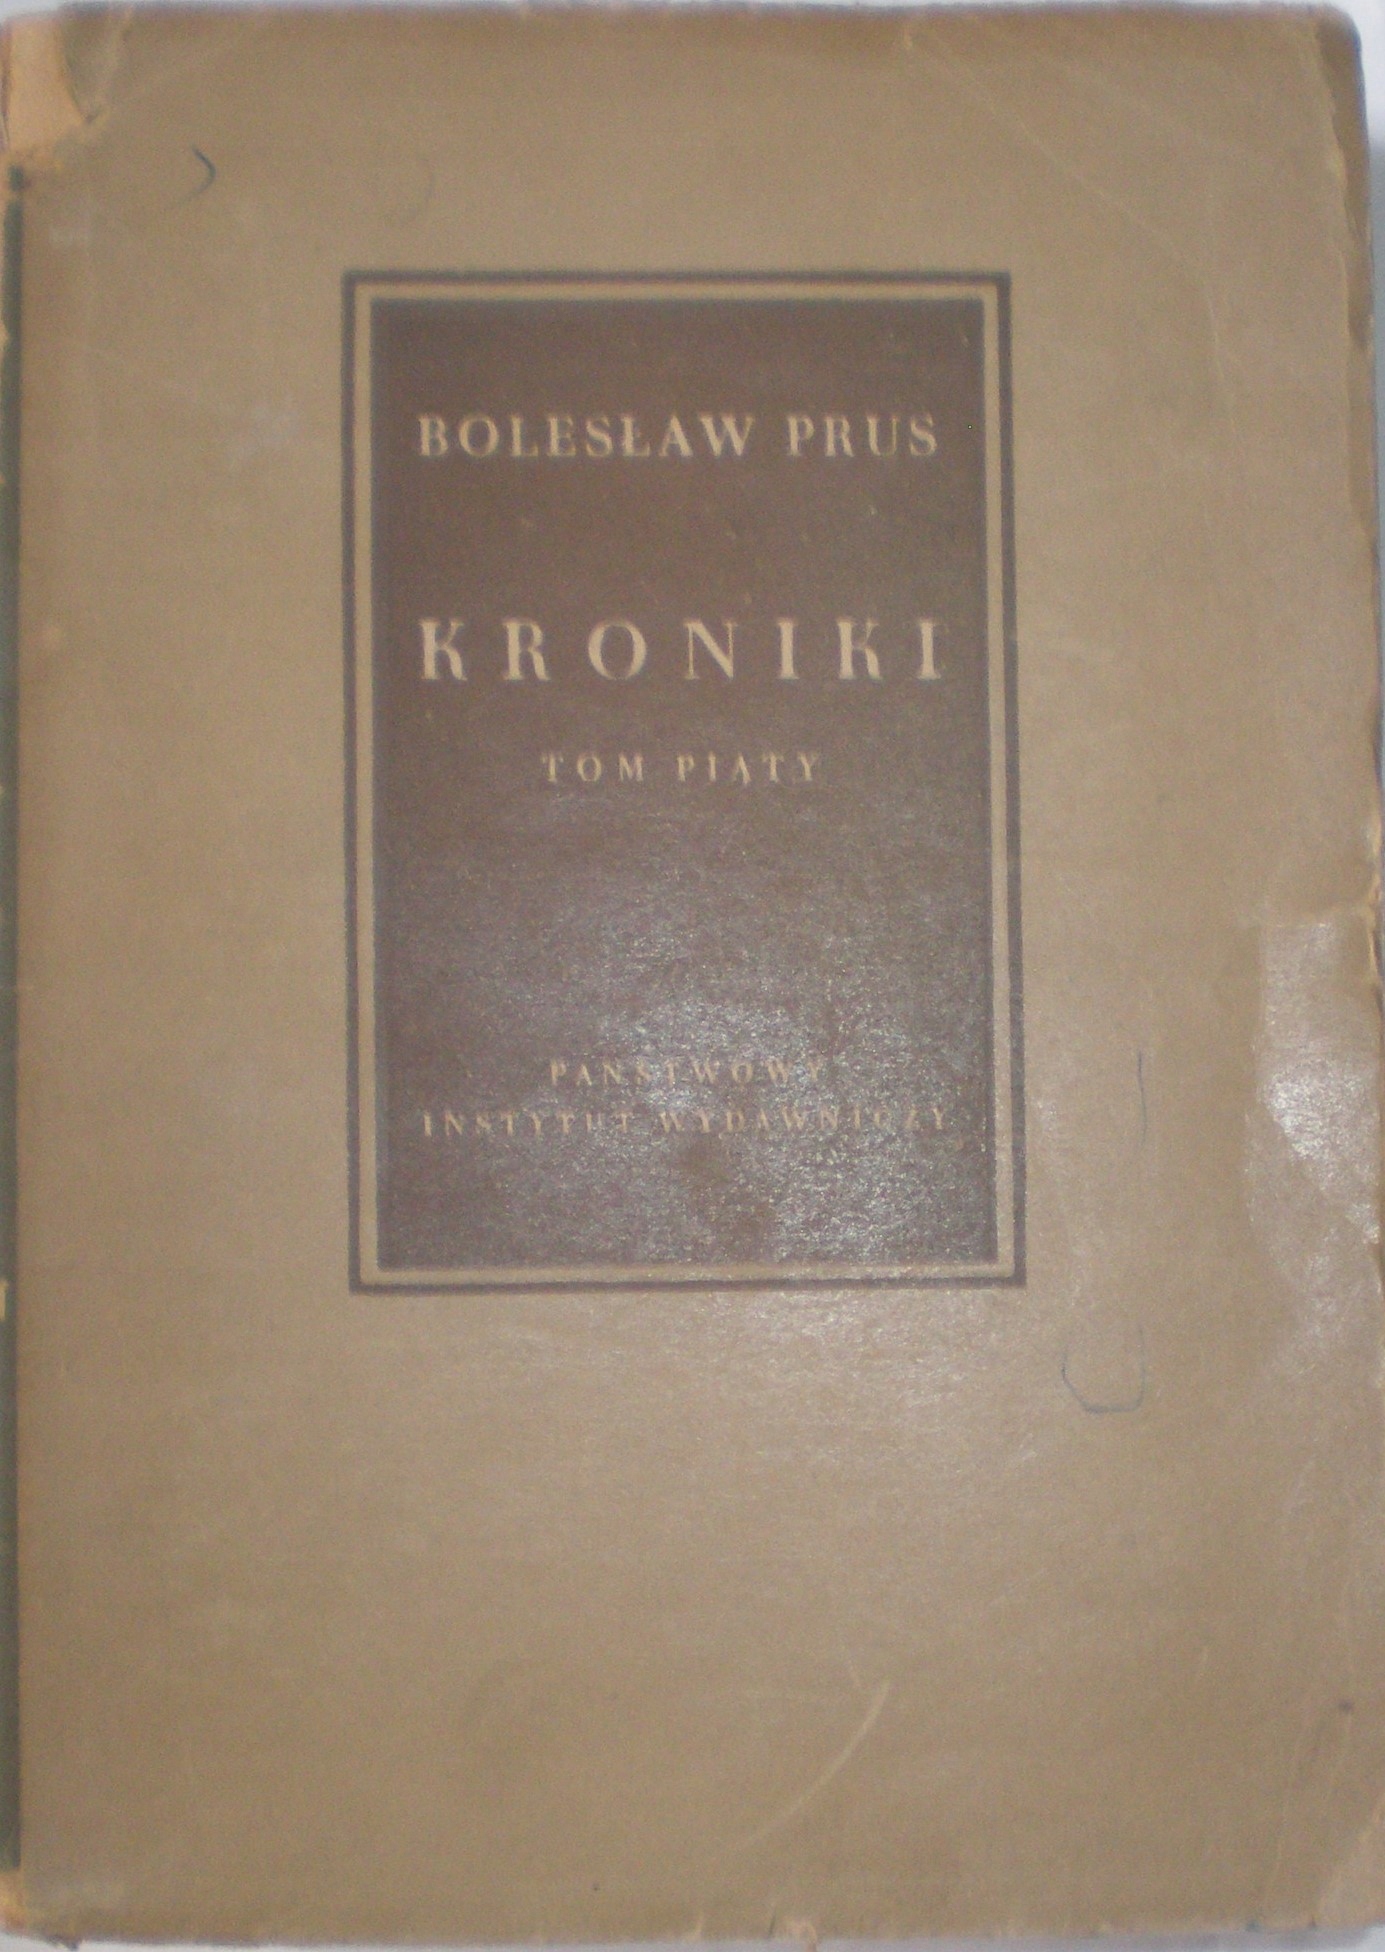 BOLESŁAW PRUS
KRONIKI
TOM PIĄTY
PAŃSTWOWY
INSTYTUT WYDAWNICZY